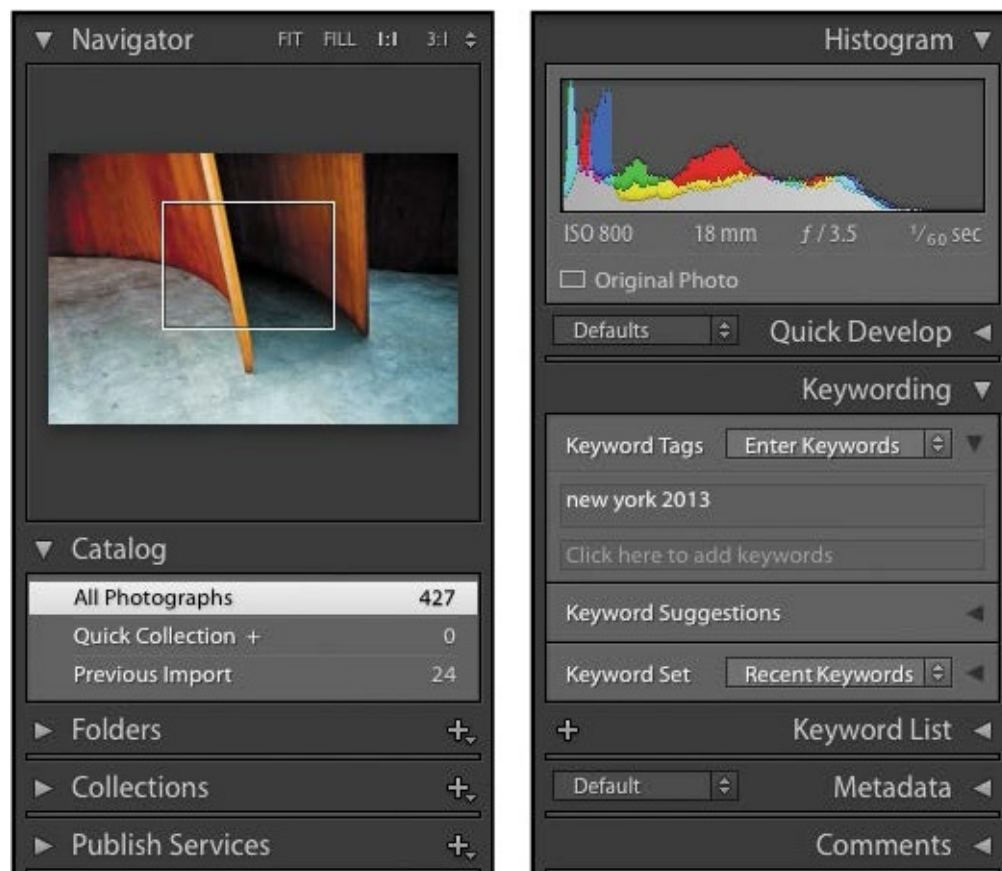 Navigator FIT FILL 1:1 3:1
Catalog
All Photographs 427
Quick Collection + 0
Previous Import 24
Folders
Collections
Publish Services
Histogram
ISO 800 18 mm ƒ / 3.5 1/60 sec
Original Photo
Defaults Quick Develop
Keywording
Keyword Tags Enter Keywords
new york 2013
Click here to add keywords
Keyword Suggestions
Keyword Set Recent Keywords
Keyword List
Default Metadata
Comments